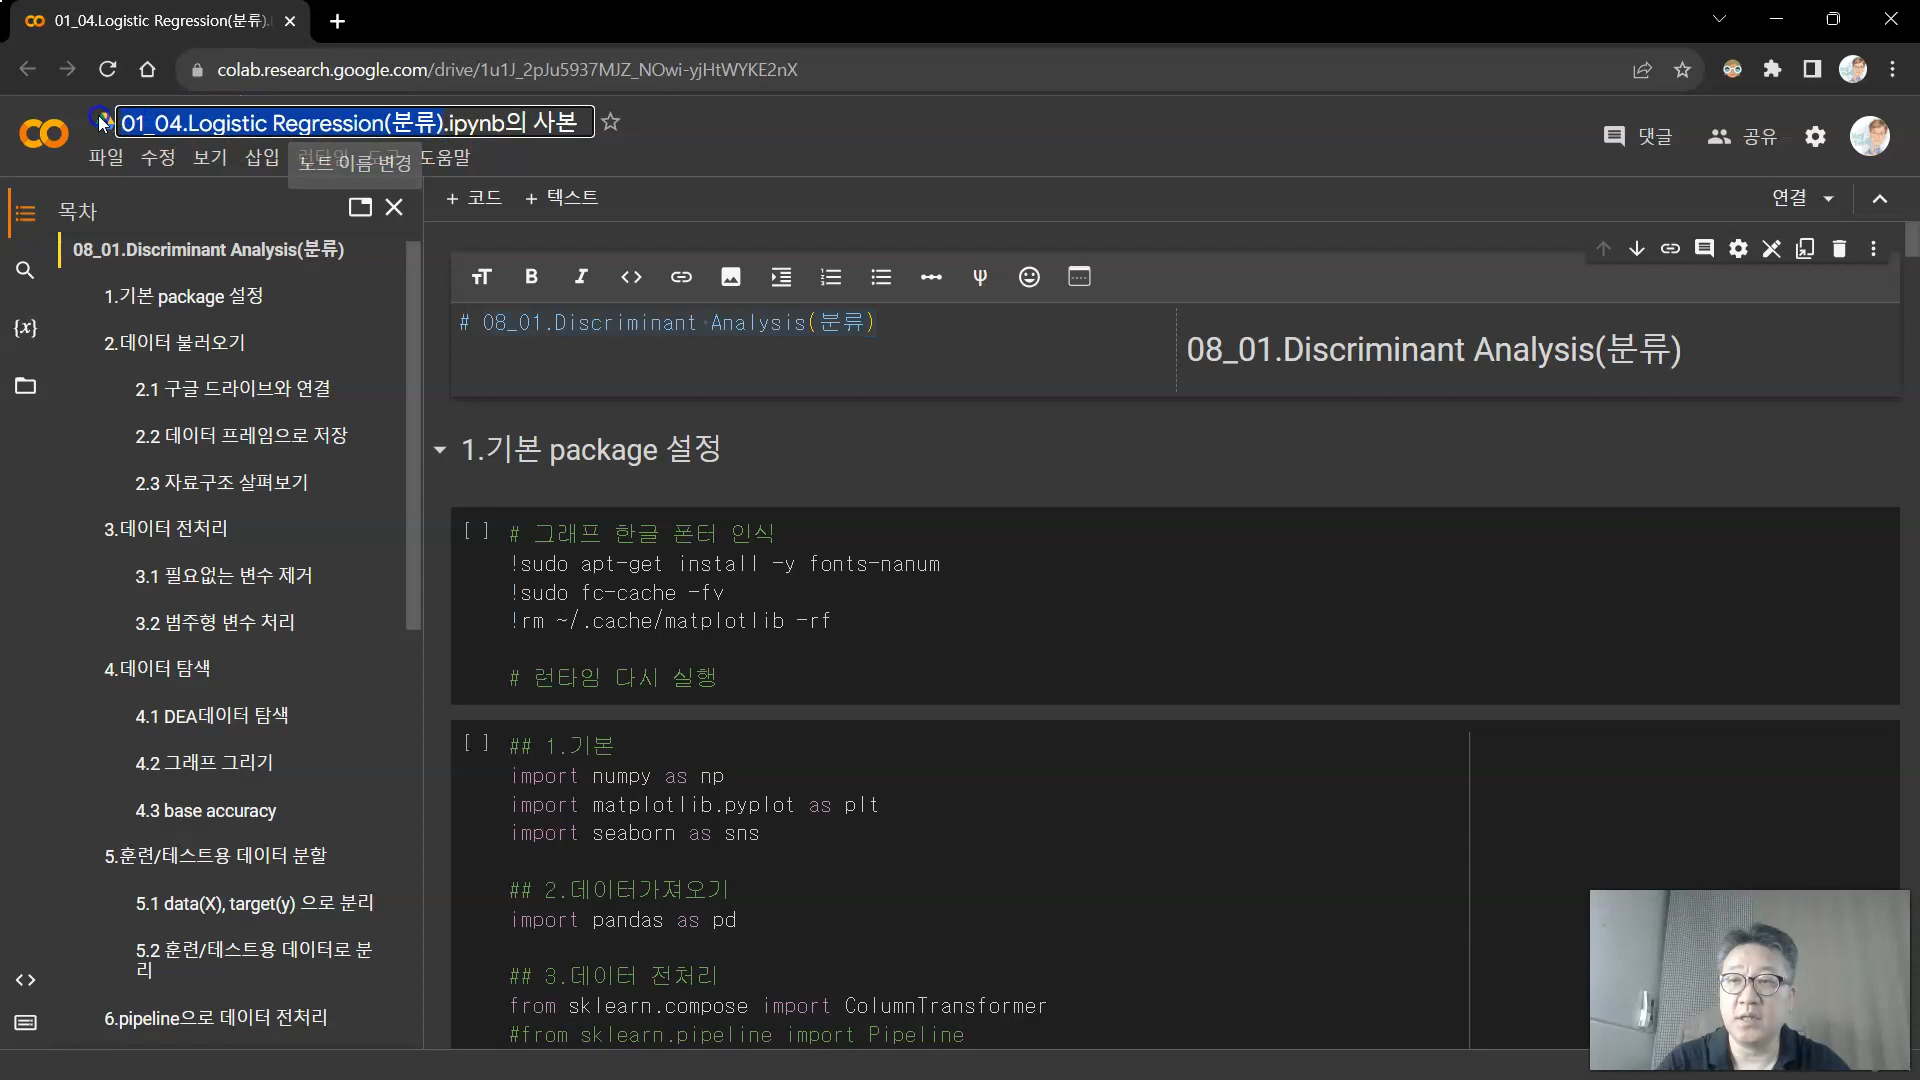 01_04.Logistic Regression(분류).i
colab.research.google.com/drive/1u1J_2pJu5937MJZ_NOwi-yjHtWYKE2nX
01_04.Logistic Regression(분류).ipynb의 사본
파일 수정 보기 삽입 런타임 도구 도움말
노트 이름 변경
댓글 공유
목차
+ 코드 + 텍스트
연결
08_01.Discriminant Analysis(분류)
1.기본 package 설정
2.데이터 불러오기
2.1 구글 드라이브와 연결
2.2 데이터 프레임으로 저장
2.3 자료구조 살펴보기
3.데이터 전처리
3.1 필요없는 변수 제거
3.2 범주형 변수 처리
4.데이터 탐색
4.1 DEA데이터 탐색
4.2 그래프 그리기
4.3 base accuracy
5.훈련/테스트용 데이터 분할
5.1 data(X), target(y) 으로 분리
5.2 훈련/테스트용 데이터로 분
리
6.pipeline으로 데이터 전처리
# 08_01.Discriminant Analysis(분류)
08_01.Discriminant Analysis(분류)
1.기본 package 설정
[ ] # 그래프 한글 폰터 인식
!sudo apt-get install -y fonts-nanum
!sudo fc-cache -fv
!rm ~/.cache/matplotlib -rf
# 런타임 다시 실행
[ ] ## 1.기본
import numpy as np
import matplotlib.pyplot as plt
import seaborn as sns
## 2.데이터가져오기
import pandas as pd
## 3.데이터 전처리
from sklearn.compose import ColumnTransformer
#from sklearn.pipeline import Pipeline